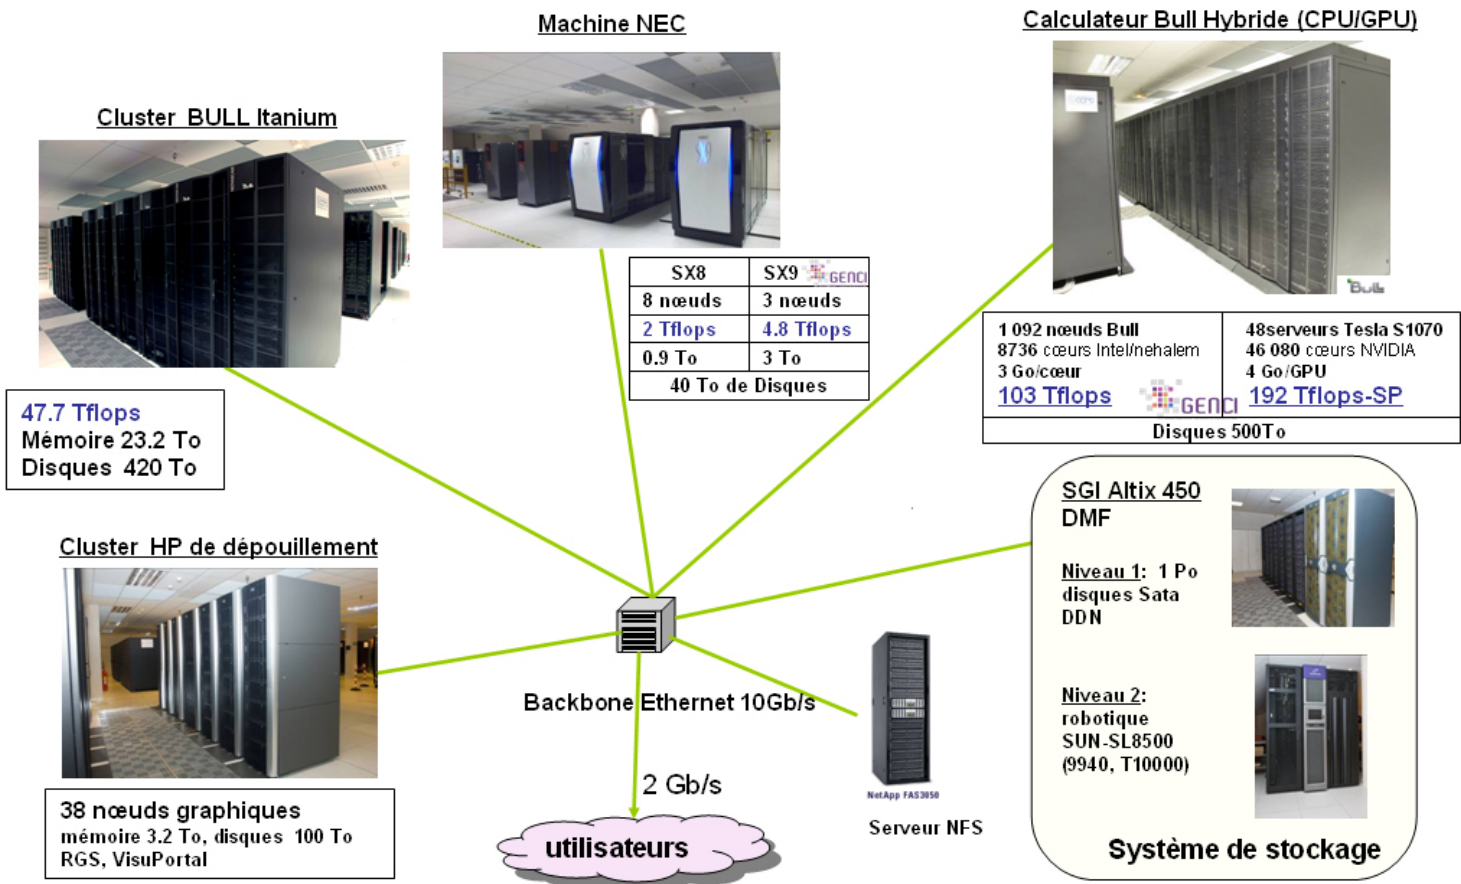 Machine NEC
Calculateur Bull Hybride (CPU/GPU)
Cluster BULL Itanium
SX8
SX9 GENCI
8 nœuds
3 nœuds
2 Tflops
4.8 Tflops
0.9 To
3 To
40 To de Disques
Bull
1 092 nœuds Bull
8736 cœurs Intel/nehalem
3 Go/cœur
103 Tflops
GENCI
48serveurs Tesla S1070
46 080 cœurs NVIDIA
4 Go/GPU
192 Tflops-SP
Disques 500To
47.7 Tflops
Mémoire 23.2 To
Disques 420 To
Cluster HP de dépouillement
38 nœuds graphiques
mémoire 3.2 To, disques 100 To
RGS, VisuPortal
Backbone Ethernet 10Gb/s
2 Gb/s
utilisateurs
NetApp FAS3050
Serveur NFS
SGI Altix 450
DMF
Niveau 1: 1 Po
disques Sata
DDN
Niveau 2:
robotique
SUN-SL8500
(9940, T10000)
Système de stockage